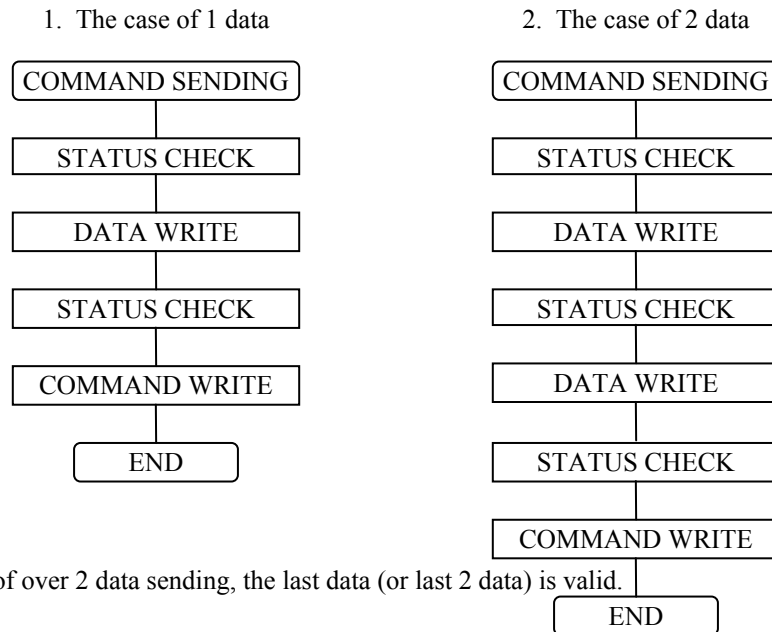 1. The case of 1 data
COMMAND SENDING
STATUS CHECK
DATA WRITE
STATUS CHECK
COMMAND WRITE
END
2. The case of 2 data
COMMAND SENDING
STATUS CHECK
DATA WRITE
STATUS CHECK
DATA WRITE
STATUS CHECK
COMMAND WRITE
END
of over 2 data sending, the last data (or last 2 data) is valid.